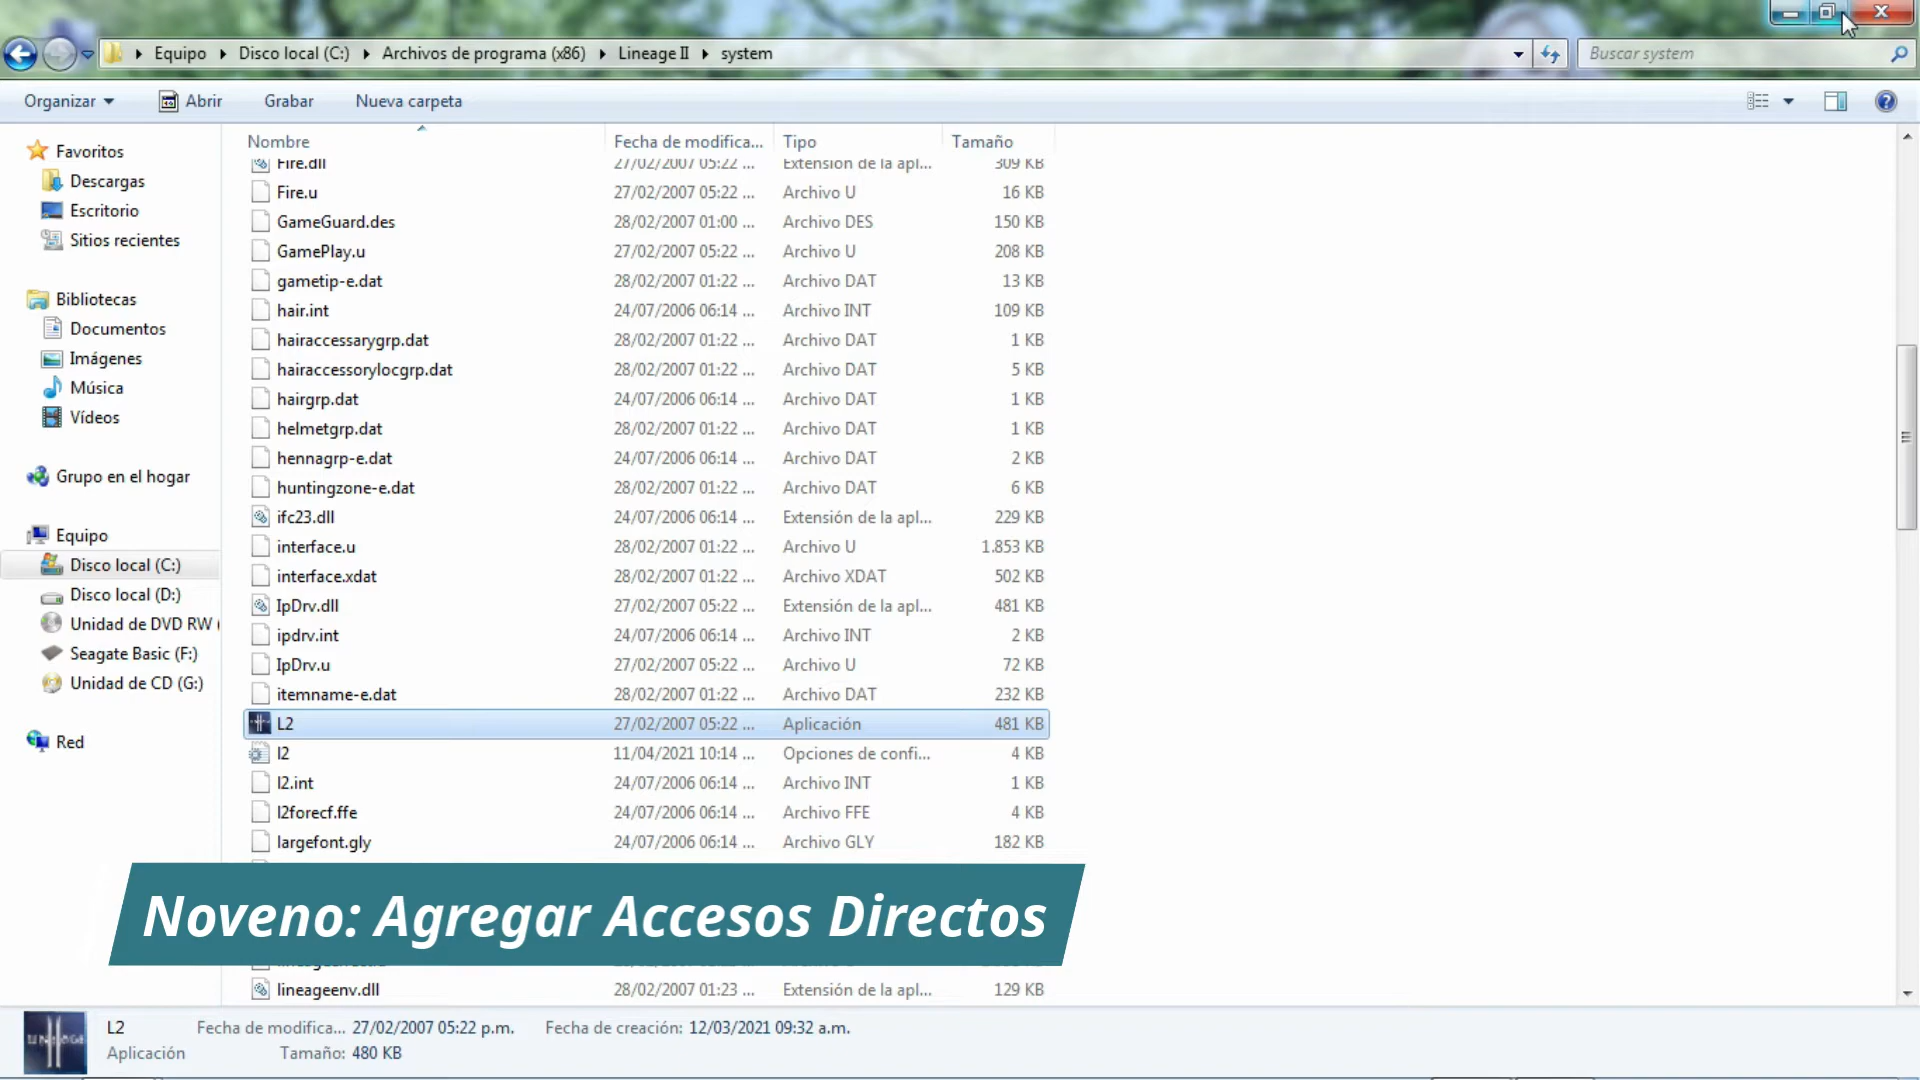 Equipo Disco local (C:) Archivos de programa (x86) Lineage II system
Buscar system
Organizar Abrir Grabar Nueva carpeta
Nombre Fecha de modifica... Tipo Tamaño
Fire.dll 27/02/2007 05:22 ... Extensión de la apl... 309 KB
Fire.u 27/02/2007 05:22 ... Archivo U 16 KB
GameGuard.des 28/02/2007 01:00 ... Archivo DES 150 KB
GamePlay.u 27/02/2007 05:22 ... Archivo U 208 KB
gametip-e.dat 28/02/2007 01:22 ... Archivo DAT 13 KB
hair.int 24/07/2006 06:14 ... Archivo INT 109 KB
hairaccessarygrp.dat 28/02/2007 01:22 ... Archivo DAT 1 KB
hairaccessorylocgrp.dat 28/02/2007 01:22 ... Archivo DAT 5 KB
hairgrp.dat 24/07/2006 06:14 ... Archivo DAT 1 KB
helmetgrp.dat 28/02/2007 01:22 ... Archivo DAT 1 KB
hennagrp-e.dat 24/07/2006 06:14 ... Archivo DAT 2 KB
huntingzone-e.dat 28/02/2007 01:22 ... Archivo DAT 6 KB
ifc23.dll 24/07/2006 06:14 ... Extensión de la apl... 229 KB
interface.u 28/02/2007 01:22 ... Archivo U 1.853 KB
interface.xdat 28/02/2007 01:22 ... Archivo XDAT 502 KB
IpDrv.dll 27/02/2007 05:22 ... Extensión de la apl... 481 KB
ipdrv.int 24/07/2006 06:14 ... Archivo INT 2 KB
IpDrv.u 27/02/2007 05:22 ... Archivo U 72 KB
itemname-e.dat 28/02/2007 01:22 ... Archivo DAT 232 KB
L2 27/02/2007 05:22 ... Aplicación 481 KB
l2 11/04/2021 10:14 ... Opciones de confi... 4 KB
l2.int 24/07/2006 06:14 ... Archivo INT 1 KB
l2forecf.ffe 24/07/2006 06:14 ... Archivo FFE 4 KB
largefont.gly 24/07/2006 06:14 ... Archivo GLY 182 KB
lineageenv.dll 28/02/2007 01:23 ... Extensión de la apl... 129 KB
Favoritos
Descargas
Escritorio
Sitios recientes
Bibliotecas
Documentos
Imágenes
Música
Vídeos
Grupo en el hogar
Equipo
Disco local (C:)
Disco local (D:)
Unidad de DVD RW (
Seagate Basic (F:)
Unidad de CD (G:)
Red
Noveno: Agregar Accesos Directos
L2 Fecha de modifica... 27/02/2007 05:22 p.m. Fecha de creación: 12/03/2021 09:32 a.m.
Aplicación Tamaño: 480 KB